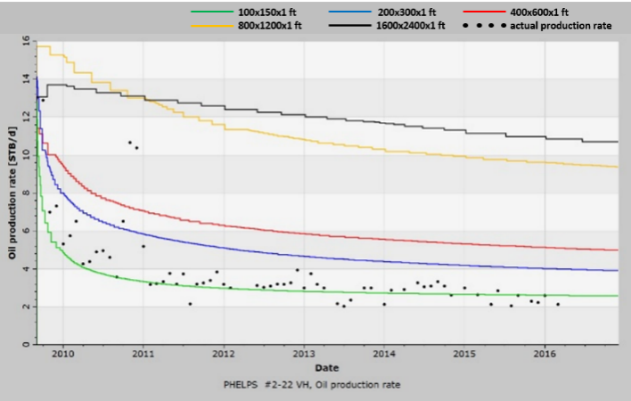 100x150x1 ft 200x300x1 ft 400x600x1 ft
800x1200x1 ft 1600x2400x1 ft actual production rate
16
14
12
10
8
6
4
2
0
Oil production rate [STB/d]
2010 2011 2012 2013 2014 2015 2016
Date
PHELPS #2-22 VH, Oil production rate